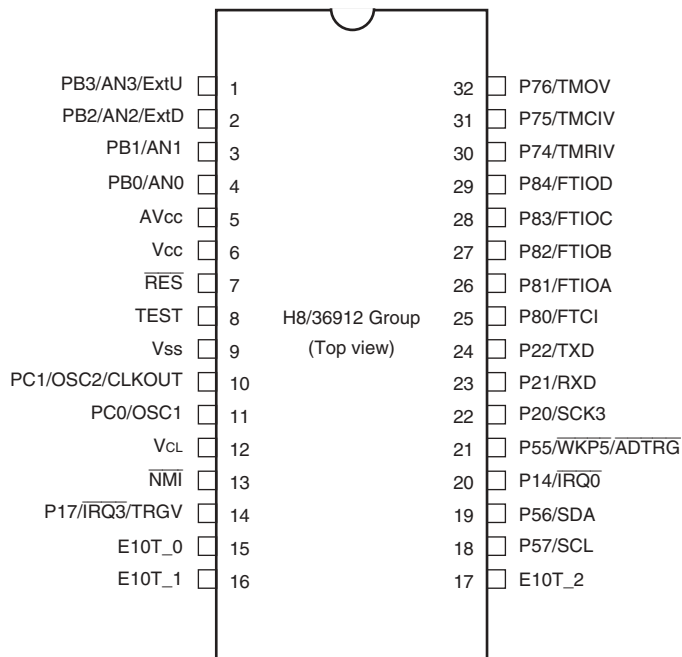 PB3/AN3/ExtU 1 32 P76/TMOV
PB2/AN2/ExtD 2 31 P75/TMCIV
PB1/AN1 3 30 P74/TMRIV
PB0/AN0 4 29 P84/FTIOD
AVcc 5 28 P83/FTIOC
Vcc 6 27 P82/FTIOB
RES 7 26 P81/FTIOA
TEST 8 H8/36912 Group 25 P80/FTCI
Vss 9 (Top view) 24 P22/TXD
PC1/OSC2/CLKOUT 10 23 P21/RXD
PC0/OSC1 11 22 P20/SCK3
VCL 12 21 P55/WKP5/ADTRG
NMI 13 20 P14/IRQ0
P17/IRQ3/TRGV 14 19 P56/SDA
E10T_0 15 18 P57/SCL
E10T_1 16 17 E10T_2